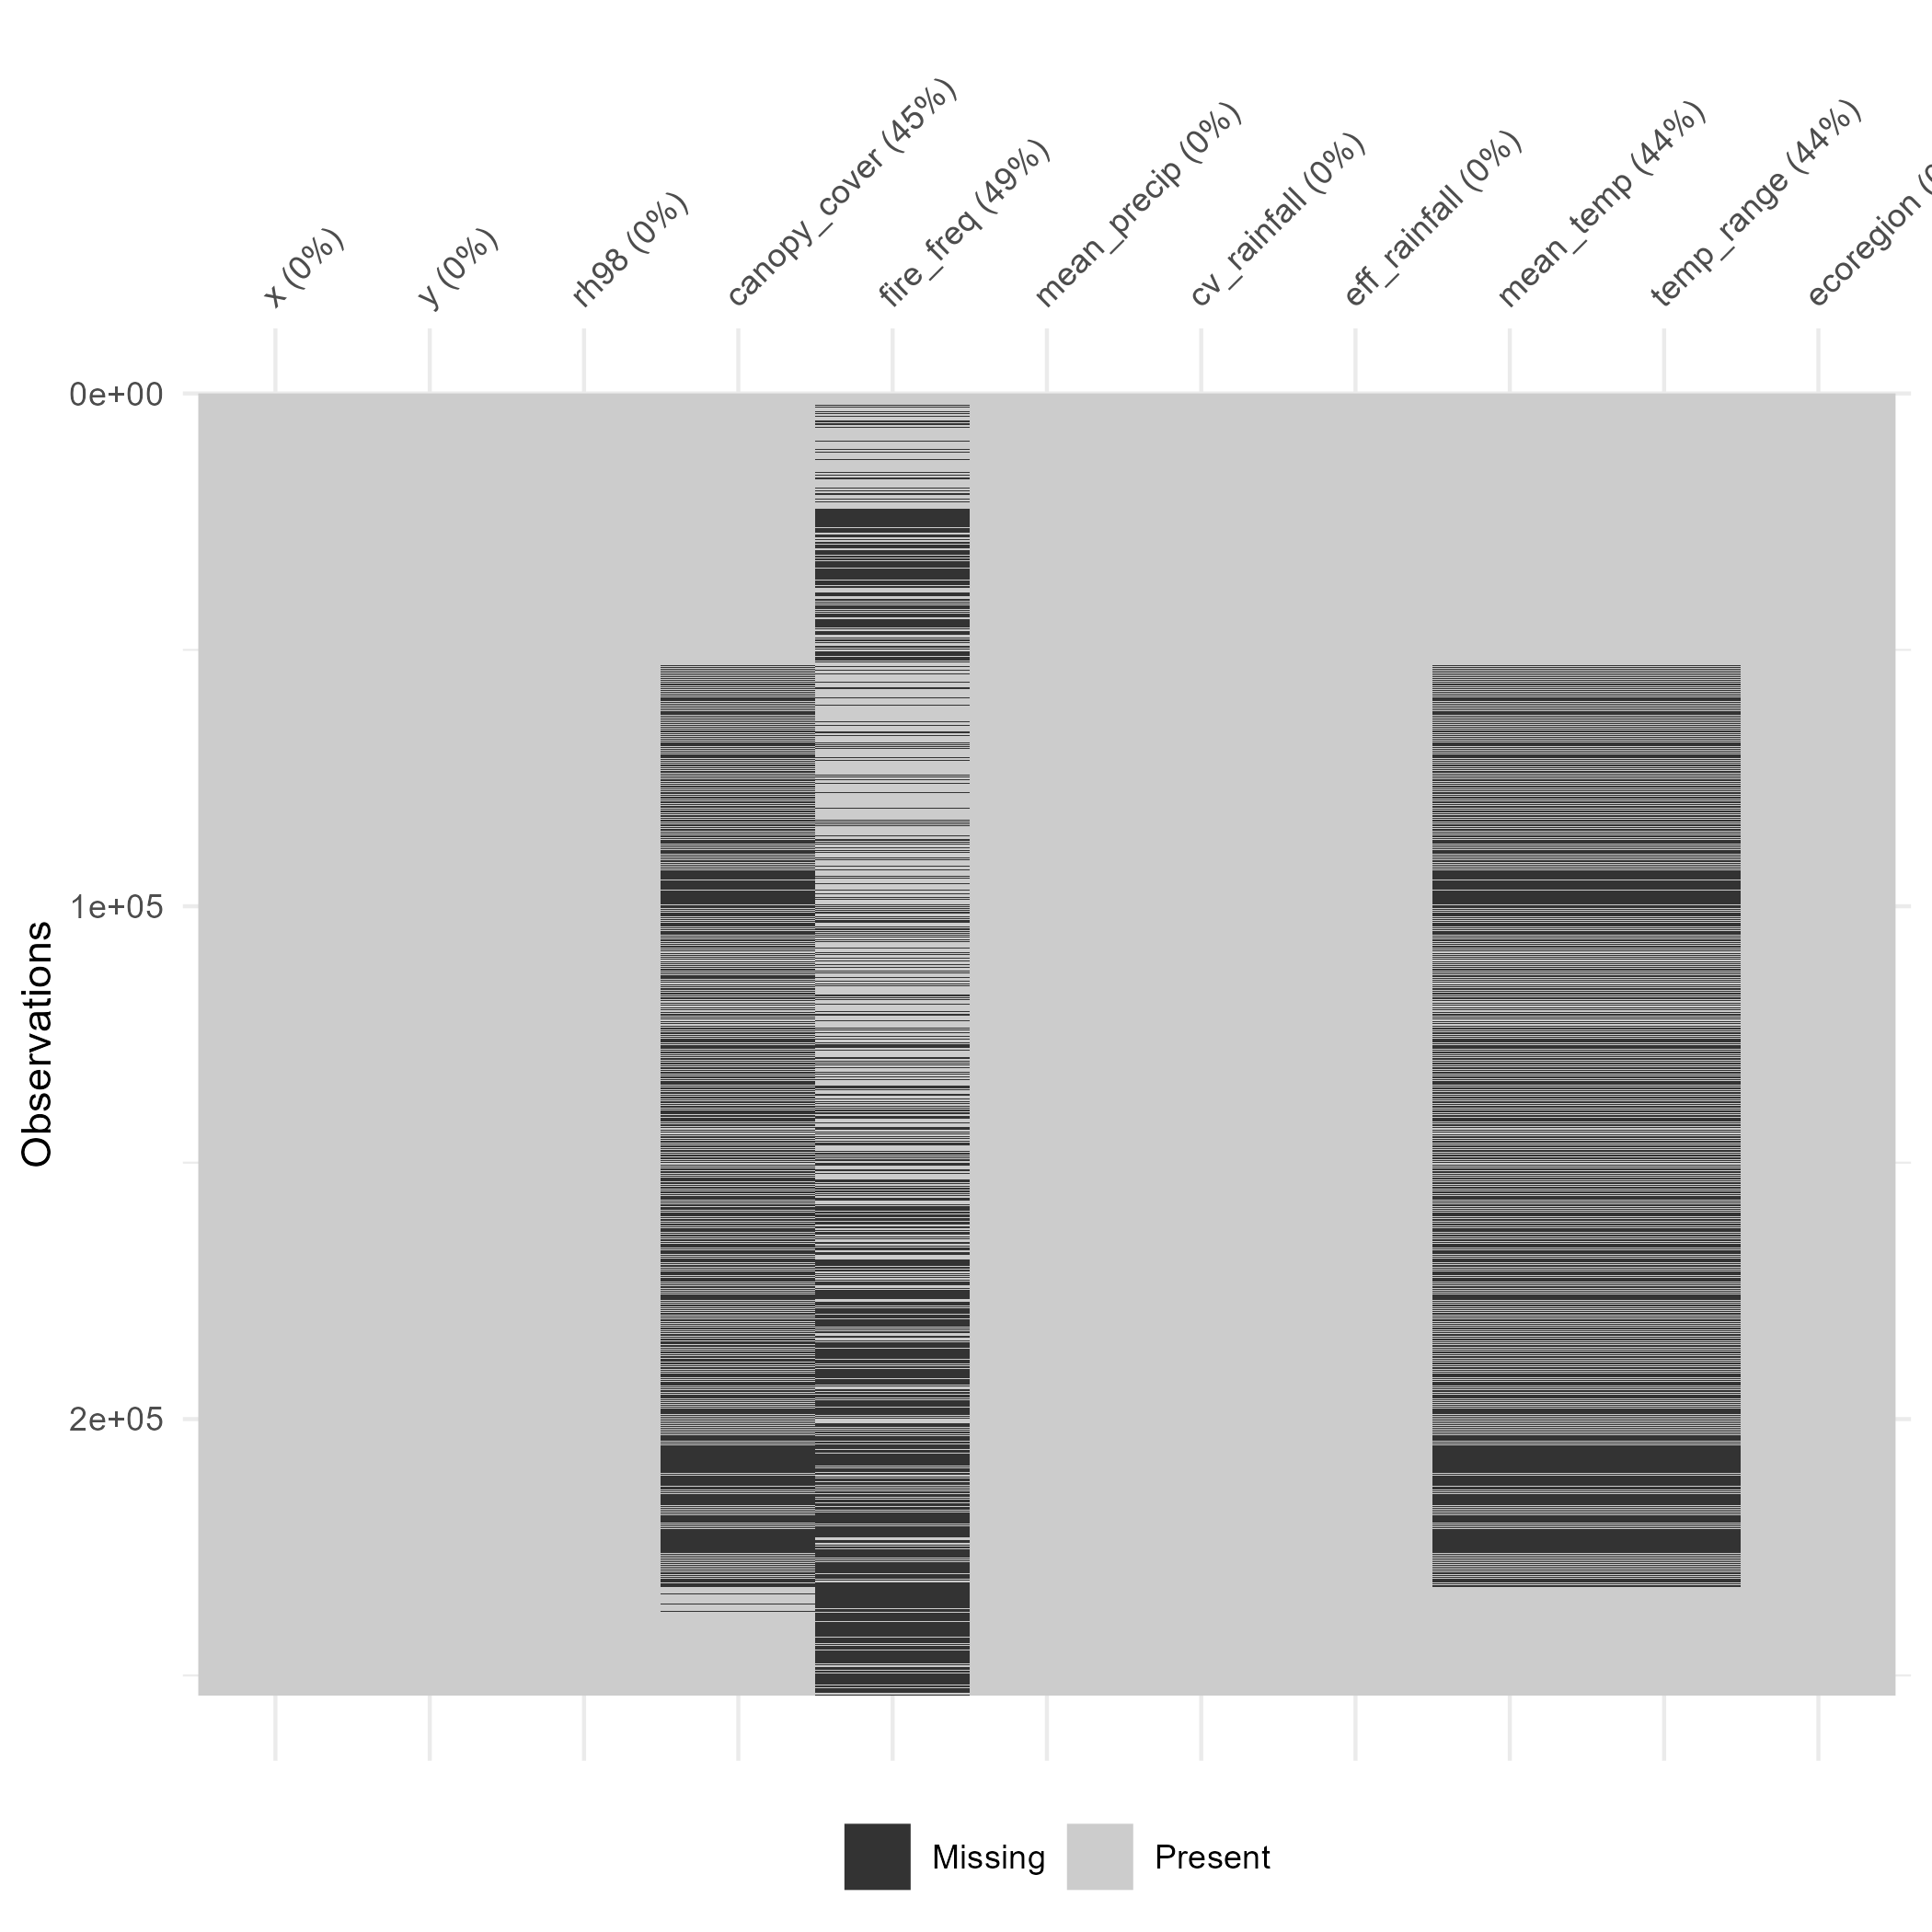 x (0%)
y (0%)
rh98 (0%)
canopy_cover (45%)
fire_freq (49%)
mean_precip (0%)
cv_rainfall (0%)
eff_rainfall (0%)
mean_temp (44%)
temp_range (44%)
ecoregion
0e+00
1e+05
2e+05
Observations
Missing
Present